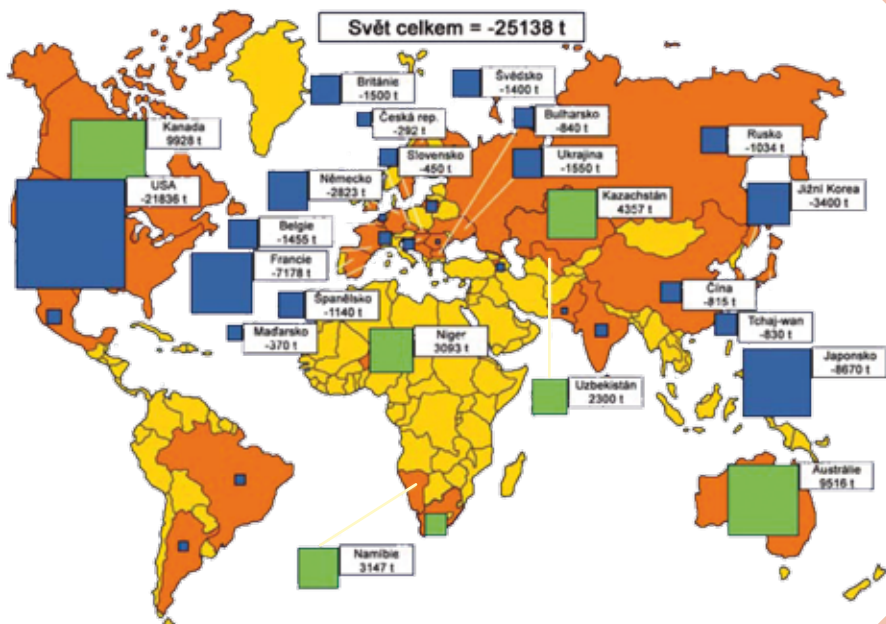 Svět celkem = -25138 t
Británie
-1500 t
Švédsko
-1400 t
Česká rep.
-292 t
Bulharsko
-840 t
Kanada
9928 t
Rusko
-1034 t
Slovensko
-450 t
Ukrajina
-1550 t
USA
-21836 t
Německo
-2823 t
Kazachstán
4357 t
Jižní Korea
-3400 t
Belgie
-1455 t
Francie
-7178 t
Čína
-815 t
Španělsko
-1140 t
Tchaj-wan
-830 t
Maďarsko
-370 t
Niger
3093 t
Japonsko
-8670 t
Uzbekistán
2300 t
Austrálie
9516 t
Namíbie
3147 t